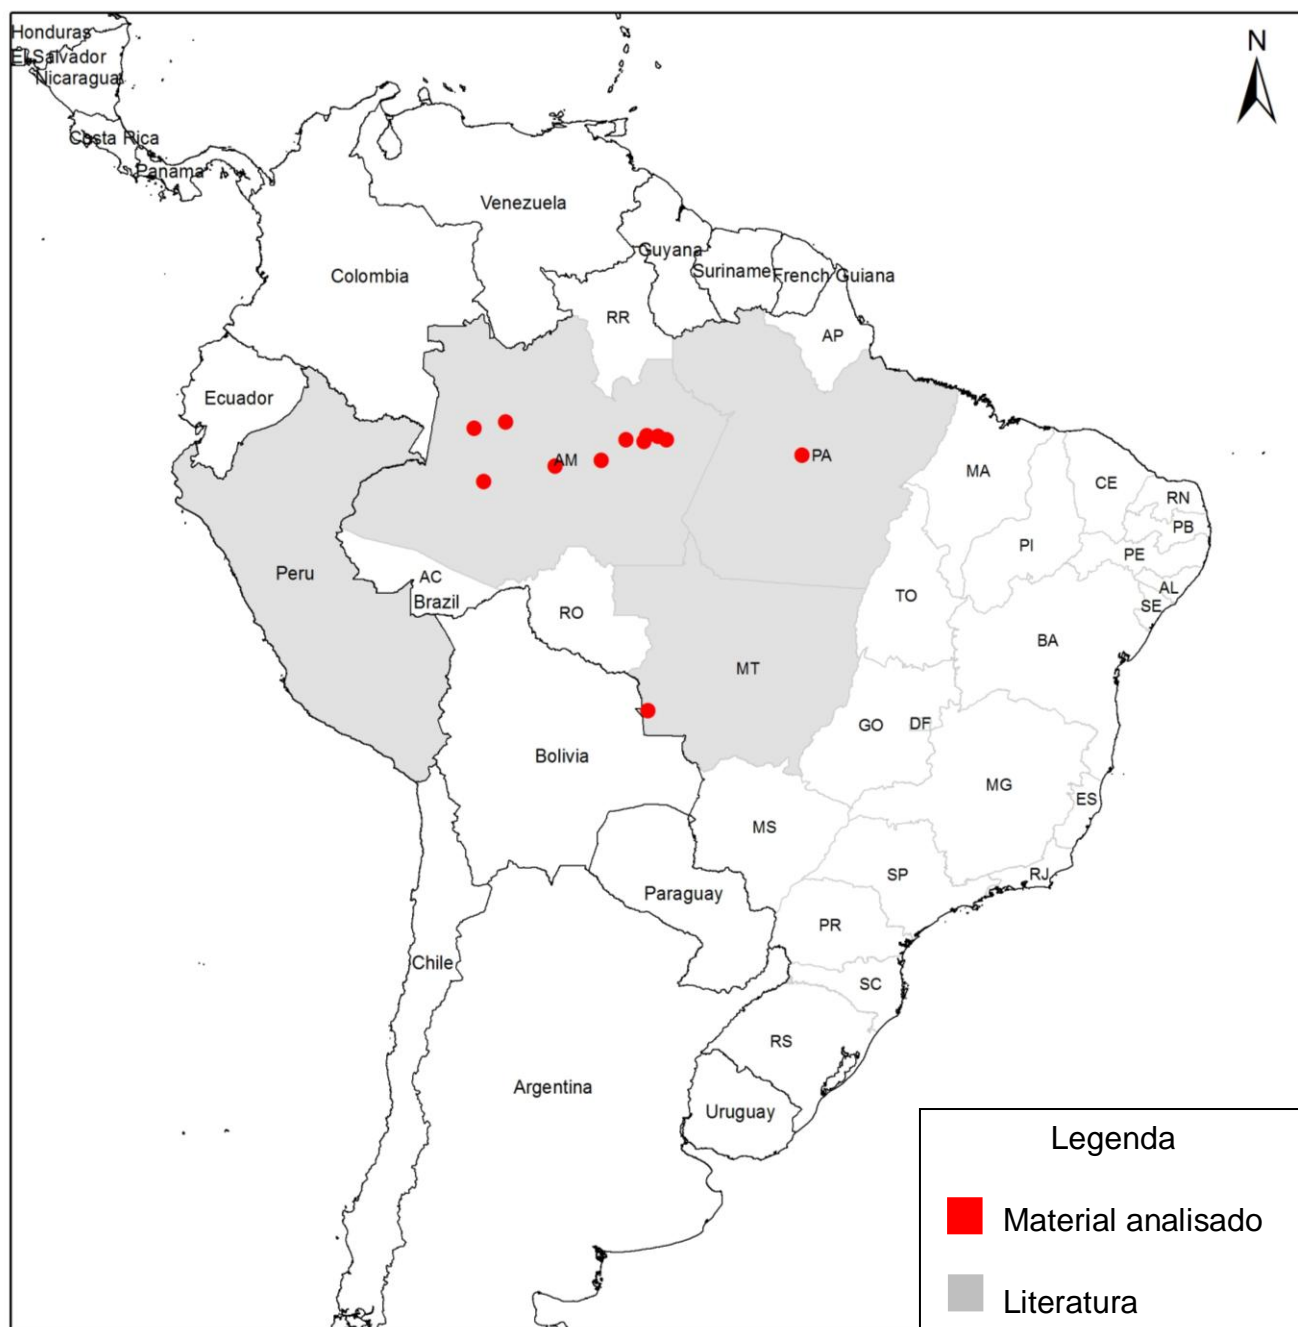 Honduras
El Salvador
Nicaragua
N
Costa Rica
Panama
Venezuela
Guyana
Colombia
Suriname
French Guiana
RR
AP
Ecuador
AM
PA
MA
CE
RN
PB
PI
PE
Peru
AC
Brazil
AL
TO
SE
RO
BA
MT
GO
DF
Bolivia
MG
ES
MS
SP
RJ
Paraguay
PR
Chile
SC
RS
Argentina
Uruguay
Legenda
Material analisado
Literatura